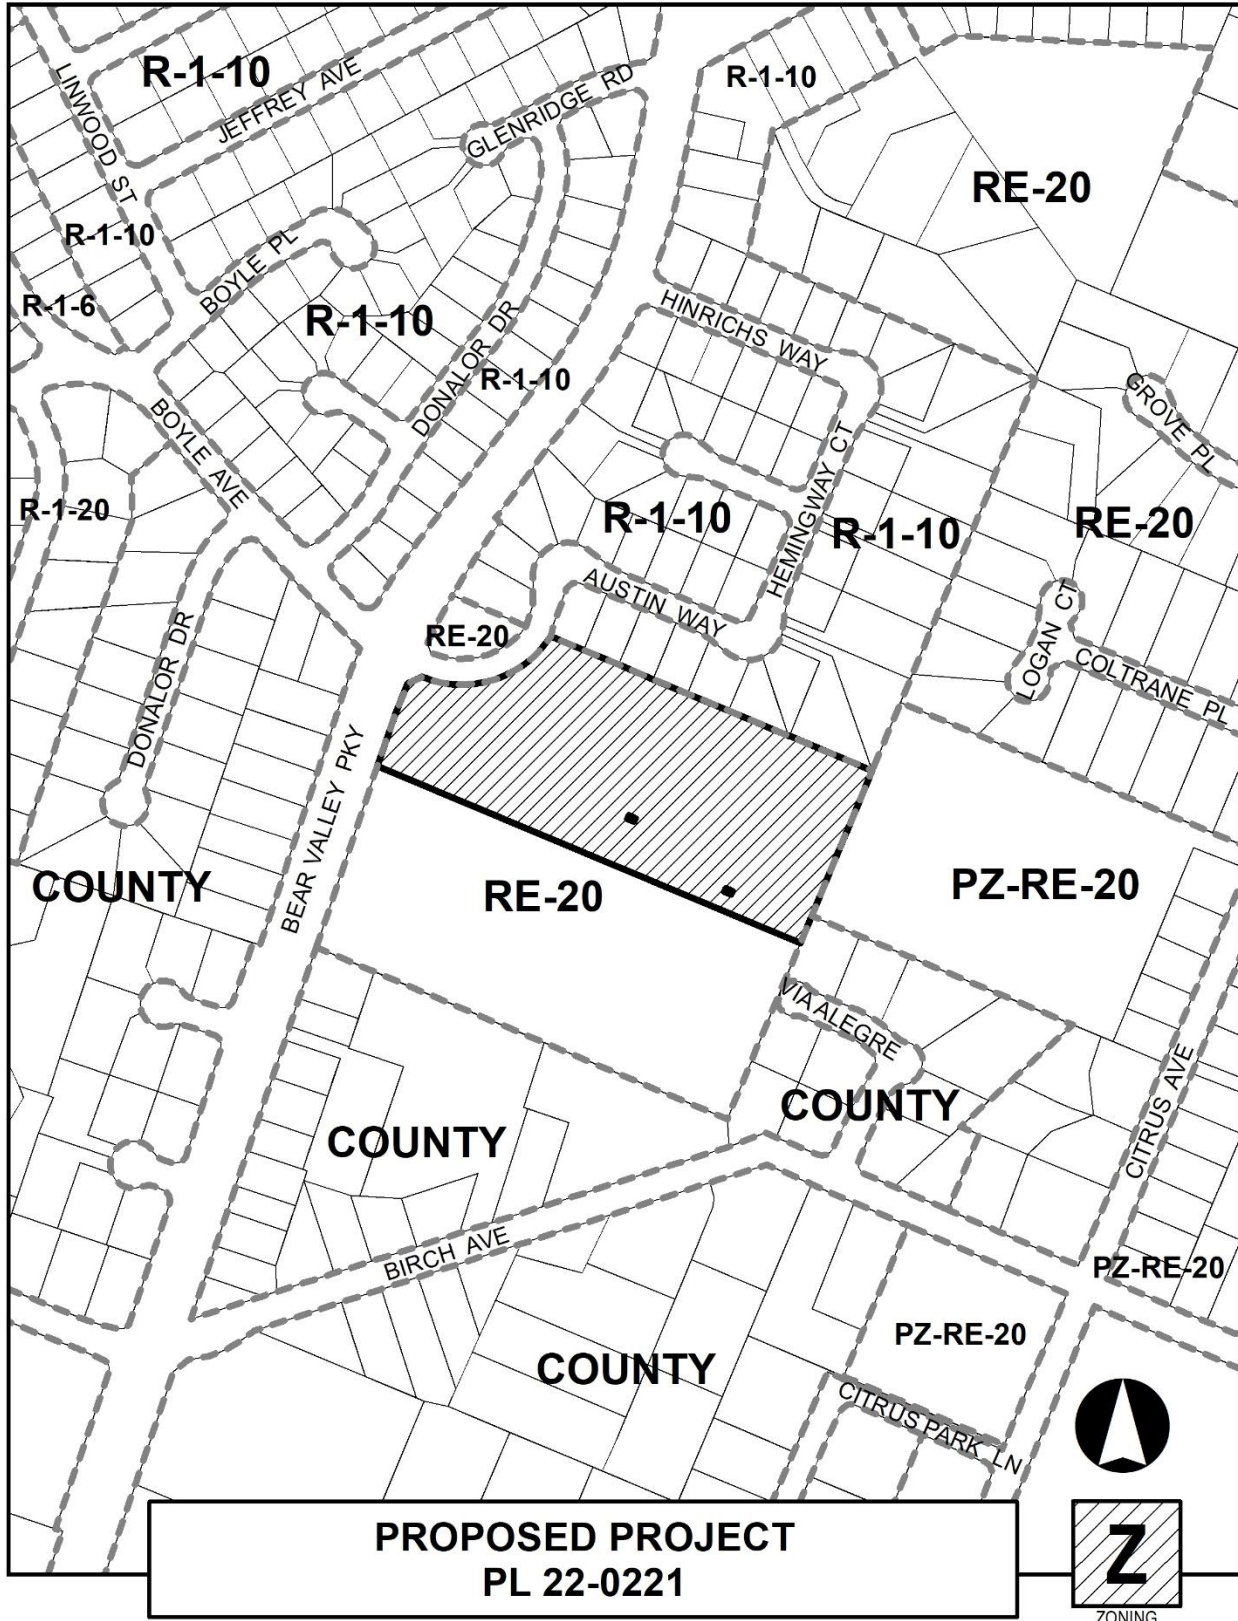 R-1-10
JEFFREY AVE
LINWOOD ST
GLENRIDGE RD
R-1-10
RE-20
R-1-10
BOYLE PL
R-1-6
R-1-10
DONALOR DR
R-1-10
HINRICHS WAY
GROVE PL
BOYLE AVE
HEMINGWAY CT
R-1-20
R-1-10
R-1-10
RE-20
AUSTIN WAY
RE-20
LOGAN CT
COLTRANE PL
DONALOR DR
BEAR VALLEY PKY
COUNTY
RE-20
PZ-RE-20
VIA ALEGRE
COUNTY
COUNTY
CITRUS AVE
BIRCH AVE
PZ-RE-20
PZ-RE-20
COUNTY
CITRUS PARK LN
PROPOSED PROJECT
PL 22-0221
Z
ZONING